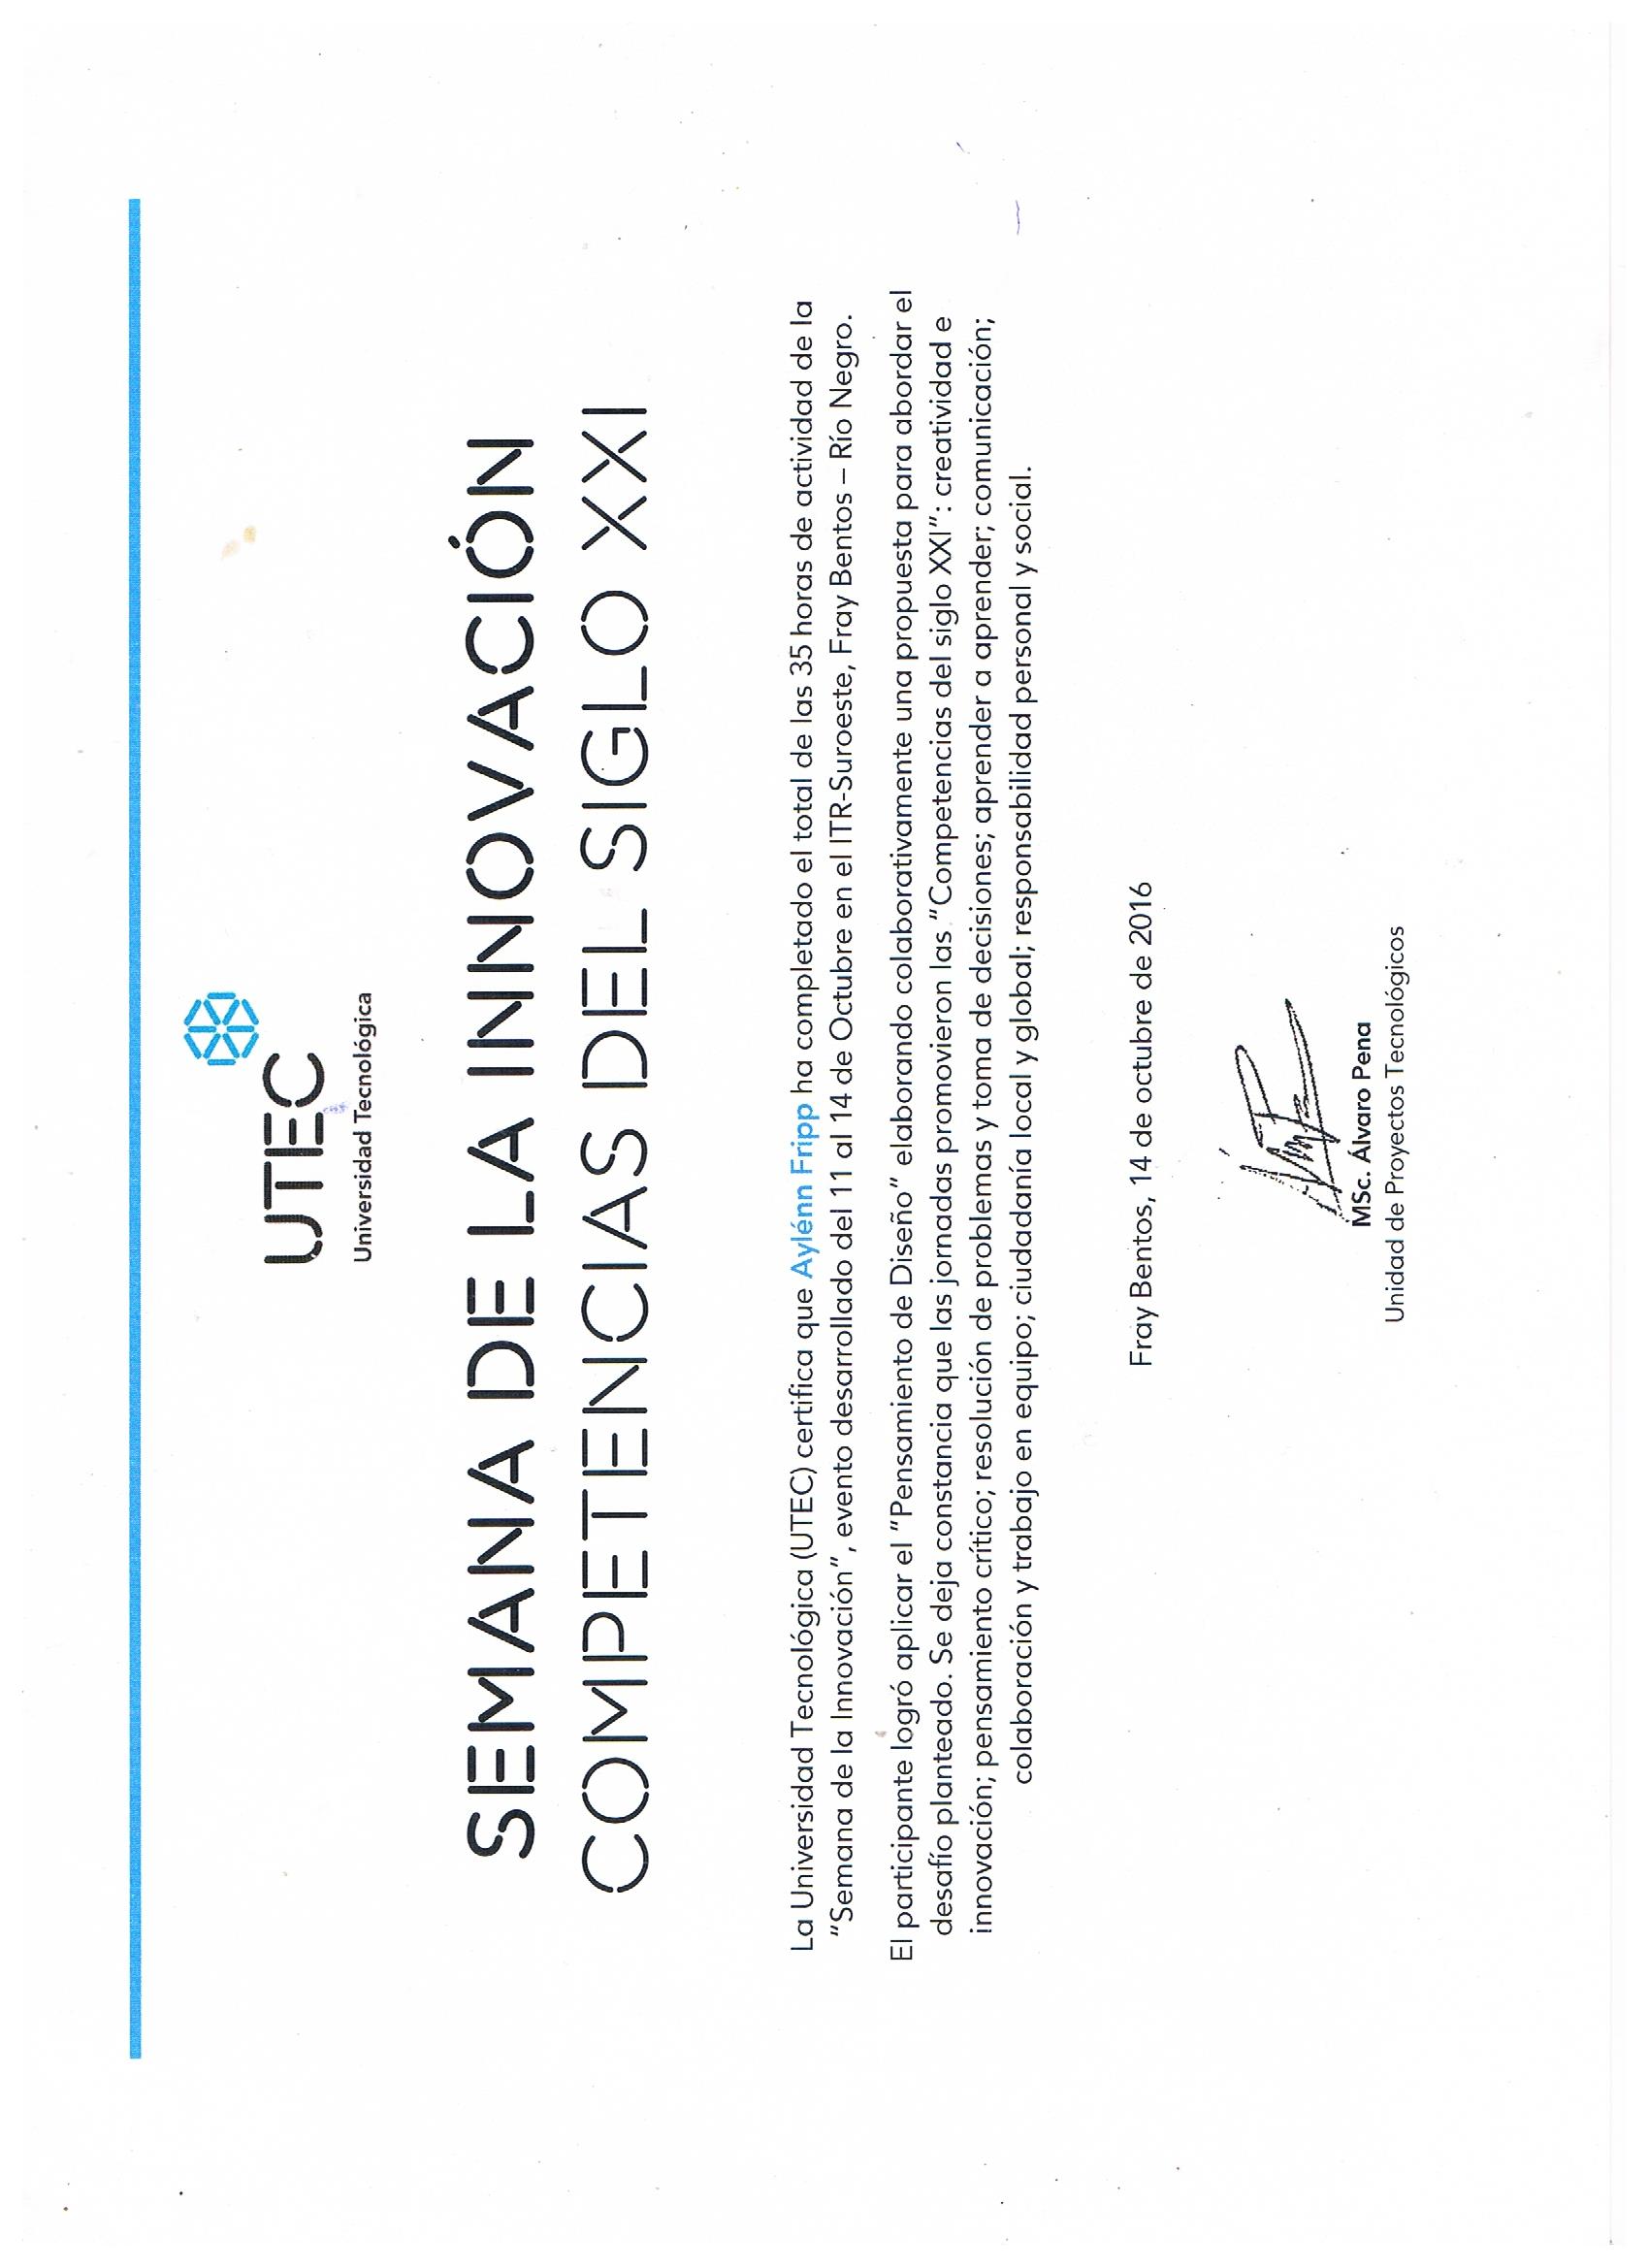 UTEC
Universidad Tecnológica
SEMANA DE LA INNOVACIÓN
COMPETENCIAS DEL SIGLO XXI
La Universidad Tecnológica (UTEC) certifica que Aylénn Fripp ha completado el total de las 35 horas de actividad de la
"Semana de la Innovación", evento desarrollado del 11 al 14 de Octubre en el ITR-Suroeste, Fray Bentos – Río Negro.
El participante logró aplicar el "Pensamiento de Diseño" elaborando colaborativamente una propuesta para abordar el
desafío planteado. Se deja constancia que las jornadas promovieron las "Competencias del siglo XXI": creatividad e
innovación; pensamiento crítico; resolución de problemas y toma de decisiones; aprender a aprender; comunicación;
colaboración y trabajo en equipo; ciudadanía local y global; responsabilidad personal y social.
Fray Bentos, 14 de octubre de 2016
MSc. Álvaro Pena
Unidad de Proyectos Tecnológicos